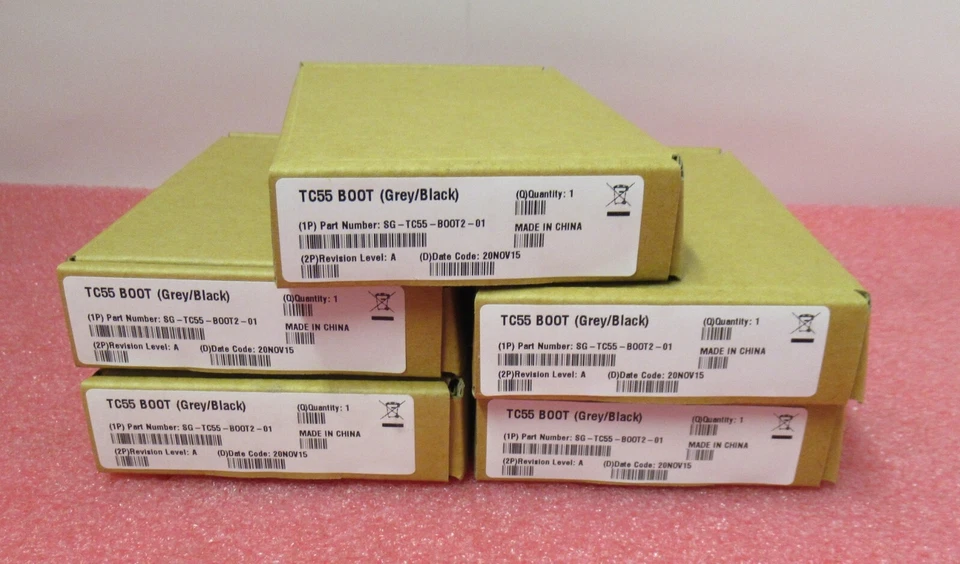 TC55 BOOT (Grey/Black)
(Q)Quantity: 1
(1P) Part Number: SG-TC55-BOOT2-01
MADE IN CHINA
(2P)Revision Level: A (D)Date Code: 20NOV15
TC55 BOOT (Grey/Black)
(Q)Quantity: 1
(1P) Part Number: SG-TC55-BOOT2-01
MADE IN CHINA
(2P)Revision Level: A (D)Date Code: 20NOV15
TC55 BOOT (Grey/Black)
(Q)Quantity: 1
(1P) Part Number: SG-TC55-BOOT2-01
MADE IN CHINA
(2P)Revision Level: A (D)Date Code: 20NOV15
TC55 BOOT (Grey/Black)
(Q)Quantity: 1
(1P) Part Number: SG-TC55-BOOT2-01
MADE IN CHINA
(2P)Revision Level: A (D)Date Code: 20NOV15
TC55 BOOT (Grey/Black)
(Q)Quantity: 1
(1P) Part Number: SG-TC55-BOOT2-01
MADE IN CHINA
(2P)Revision Level: A (D)Date Code: 20NOV15